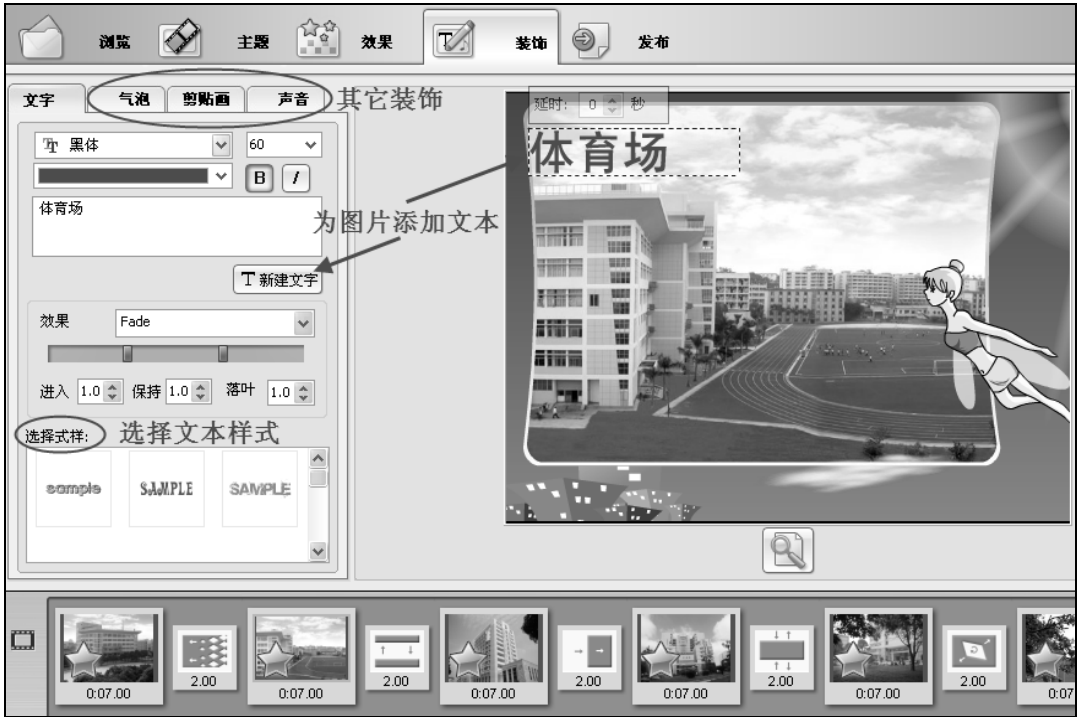 浏览 主题 效果 装饰 发布
文字 气泡 剪贴画 声音 其它装饰
黑体 60
B I
体育场
T 新建文字
效果 Fade
进入 1.0 保持 1.0 落叶 1.0
选择式样: 选择文本样式
sample SAMPLE SAMPLE
延时: 0 秒
体育场
为图片添加文本
0:07.00 2.00 0:07.00 2.00 0:07.00 2.00 0:07.00 2.00 0:07.00 2.00 0:07